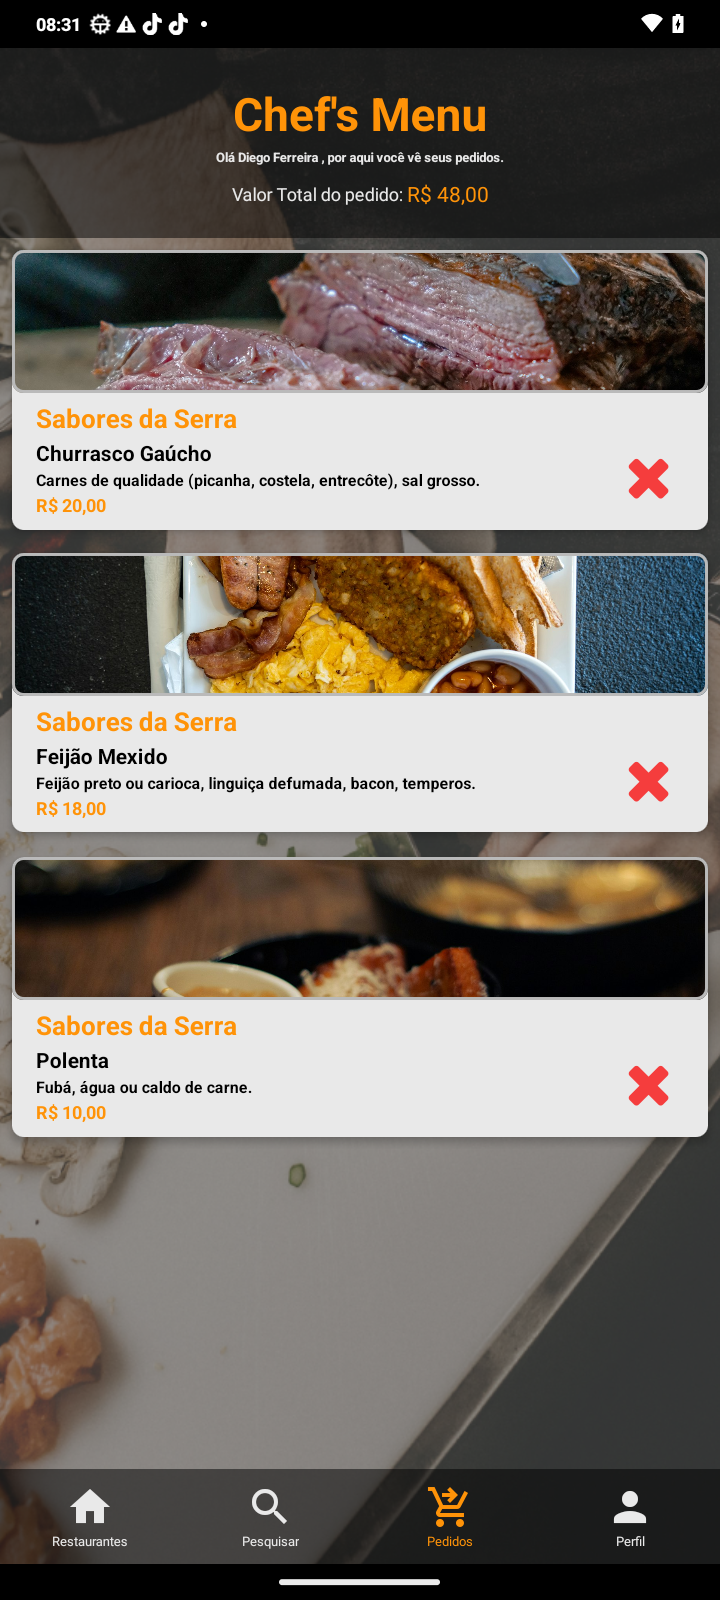 08:31
Chef's Menu
Olá Diego Ferreira , por aqui você vê seus pedidos.
Valor Total do pedido: R$ 48,00
Sabores da Serra
Churrasco Gaúcho
Carnes de qualidade (picanha, costela, entrecôte), sal grosso.
R$ 20,00
Sabores da Serra
Feijão Mexido
Feijão preto ou carioca, linguiça defumada, bacon, temperos.
R$ 18,00
Sabores da Serra
Polenta
Fubá, água ou caldo de carne.
R$ 10,00
Restaurantes
Pesquisar
Pedidos
Perfil